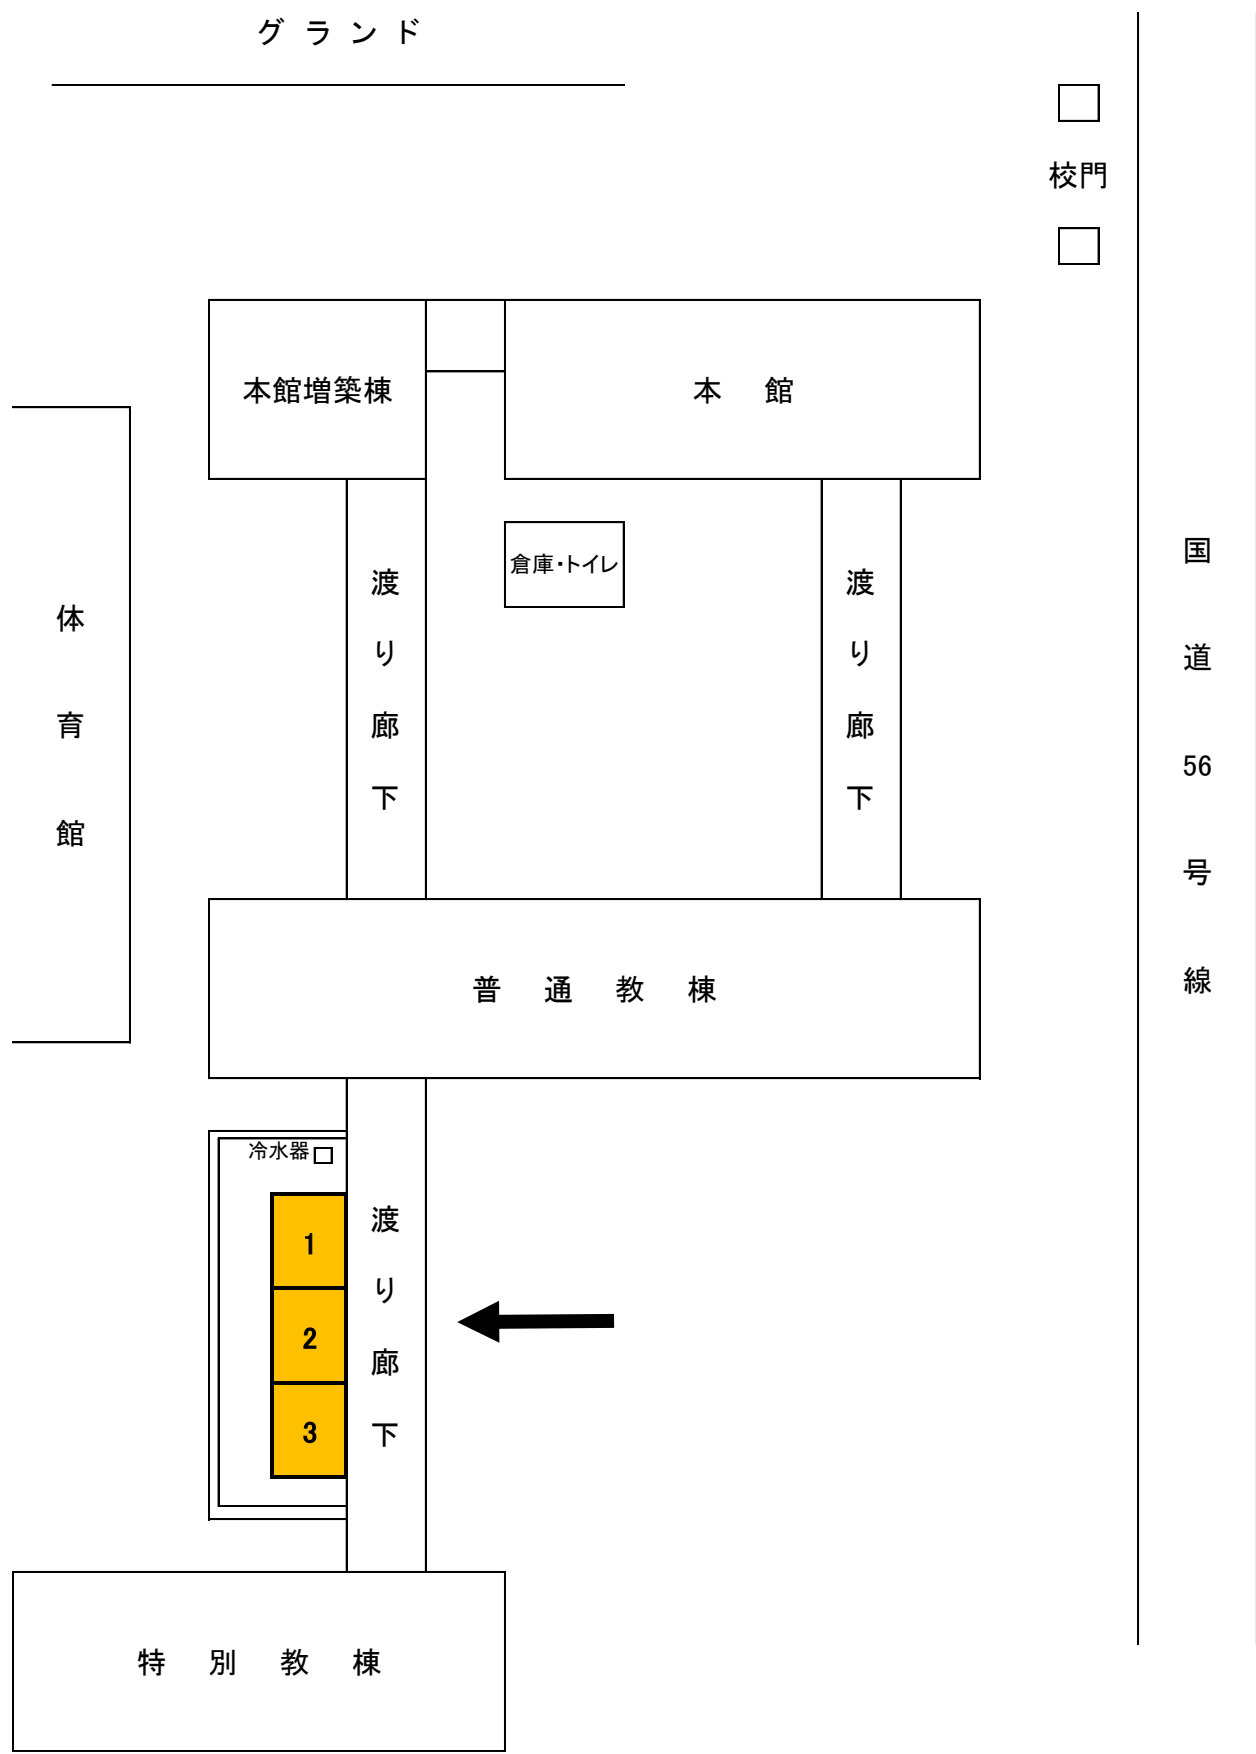 グランド
校門
本館増築棟
本館
倉庫・トイレ
渡り廊下
渡り廊下
体育館
国道56号線
普通教棟
冷水器
1
2
3
渡り廊下
特別教棟